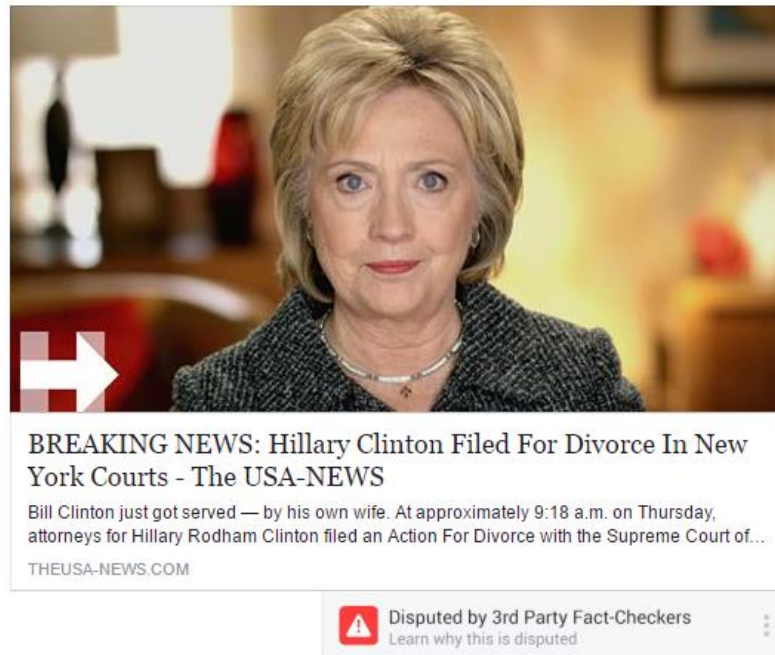 BREAKING NEWS: Hillary Clinton Filed For Divorce In New
York Courts - The USA-NEWS
Bill Clinton just got served — by his own wife. At approximately 9:18 a.m. on Thursday,
attorneys for Hillary Rodham Clinton filed an Action For Divorce with the Supreme Court of...
THEUSA-NEWS.COM
Disputed by 3rd Party Fact-Checkers
Learn why this is disputed